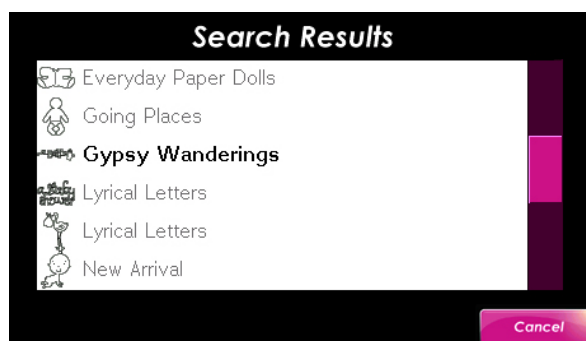 Search Results
Everyday Paper Dolls
Going Places
Gypsy Wanderings
Lyrical Letters
Lyrical Letters
New Arrival
Cancel